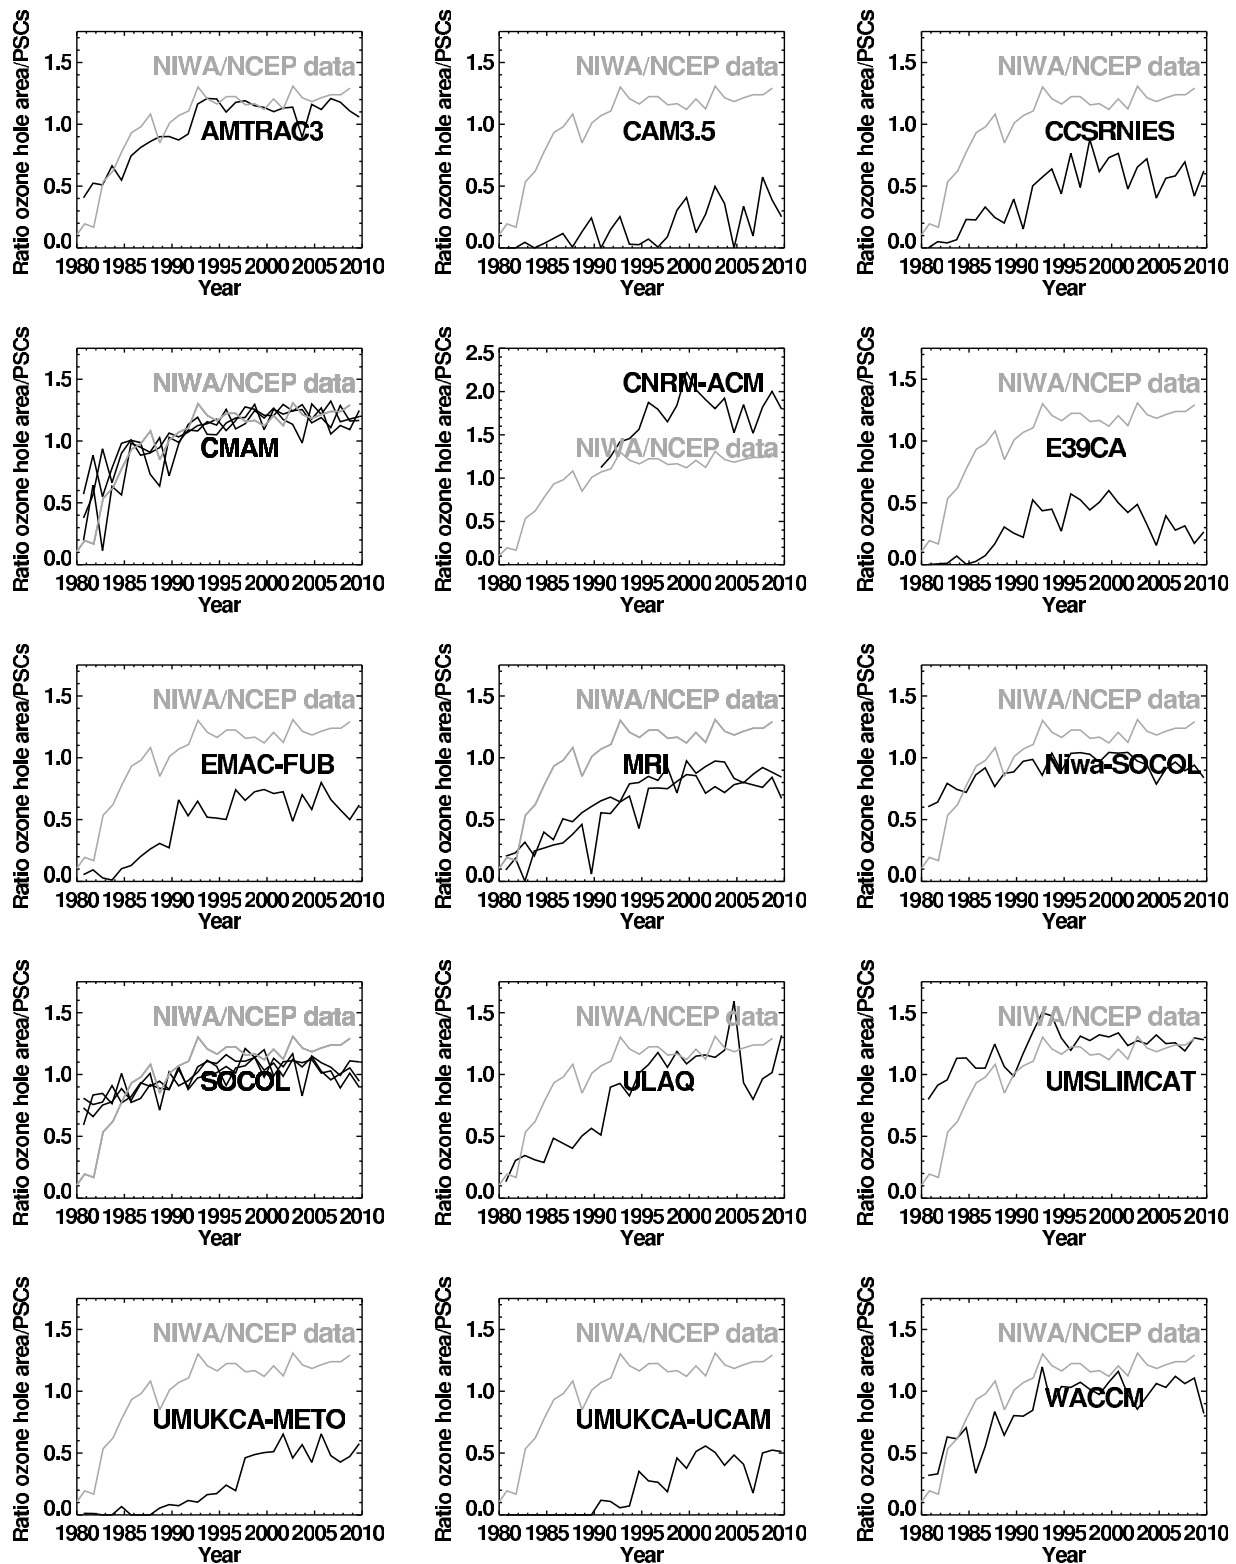 Ratio ozone hole area/PSCs
1.5
1.0
0.5
0.0
NIWA/NCEP data
AMTRAC3
1980 1985 1990 1995 2000 2005 2010
Year
Ratio ozone hole area/PSCs
1.5
1.0
0.5
0.0
NIWA/NCEP data
CAM3.5
1980 1985 1990 1995 2000 2005 2010
Year
Ratio ozone hole area/PSCs
1.5
1.0
0.5
0.0
NIWA/NCEP data
CCSRNIES
1980 1985 1990 1995 2000 2005 2010
Year
Ratio ozone hole area/PSCs
1.5
1.0
0.5
0.0
NIWA/NCEP data
CMAM
1980 1985 1990 1995 2000 2005 2010
Year
Ratio ozone hole area/PSCs
2.5
2.0
1.5
1.0
0.5
0.0
CNRM-ACM
NIWA/NCEP data
1980 1985 1990 1995 2000 2005 2010
Year
Ratio ozone hole area/PSCs
1.5
1.0
0.5
0.0
NIWA/NCEP data
E39CA
1980 1985 1990 1995 2000 2005 2010
Year
Ratio ozone hole area/PSCs
1.5
1.0
0.5
0.0
NIWA/NCEP data
EMAC-FUB
1980 1985 1990 1995 2000 2005 2010
Year
Ratio ozone hole area/PSCs
1.5
1.0
0.5
0.0
NIWA/NCEP data
MRI
1980 1985 1990 1995 2000 2005 2010
Year
Ratio ozone hole area/PSCs
1.5
1.0
0.5
0.0
NIWA/NCEP data
Niwa-SOCOL
1980 1985 1990 1995 2000 2005 2010
Year
Ratio ozone hole area/PSCs
1.5
1.0
0.5
0.0
NIWA/NCEP data
SOCOL
1980 1985 1990 1995 2000 2005 2010
Year
Ratio ozone hole area/PSCs
1.5
1.0
0.5
0.0
NIWA/NCEP data
ULAQ
1980 1985 1990 1995 2000 2005 2010
Year
Ratio ozone hole area/PSCs
1.5
1.0
0.5
0.0
NIWA/NCEP data
UMSLIMCAT
1980 1985 1990 1995 2000 2005 2010
Year
Ratio ozone hole area/PSCs
1.5
1.0
0.5
0.0
NIWA/NCEP data
UMUKCA-METO
1980 1985 1990 1995 2000 2005 2010
Year
Ratio ozone hole area/PSCs
1.5
1.0
0.5
0.0
NIWA/NCEP data
UMUKCA-UCAM
1980 1985 1990 1995 2000 2005 2010
Year
Ratio ozone hole area/PSCs
1.5
1.0
0.5
0.0
NIWA/NCEP data
WACCM
1980 1985 1990 1995 2000 2005 2010
Year